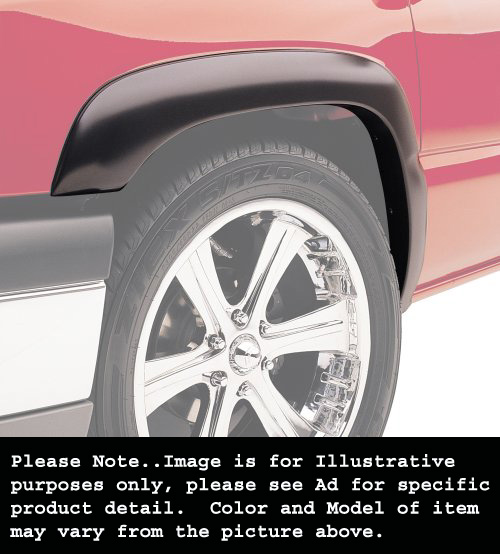 S/TZ04
Please Note..Image is for Illustrative
purposes only, please see Ad for specific
product detail.  Color and Model of item
may vary from the picture above.